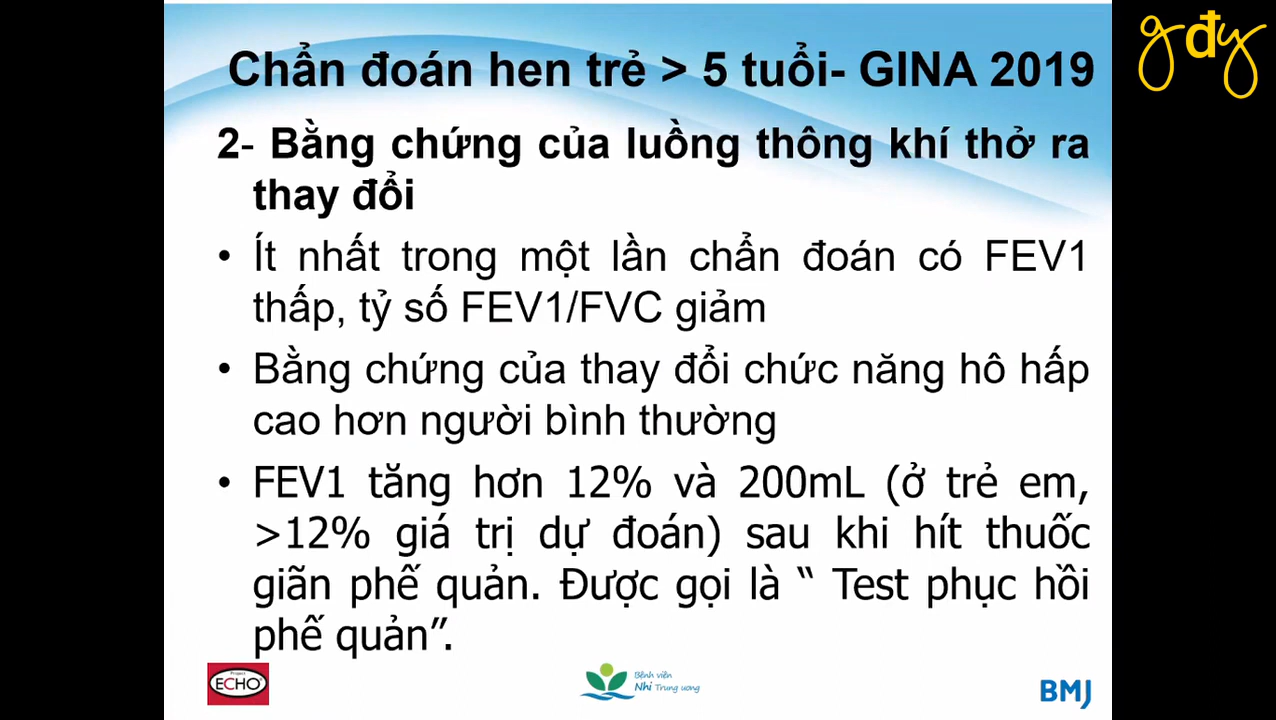 gđy
Chẩn đoán hen trẻ > 5 tuổi- GINA 2019
2- Bằng chứng của luồng thông khí thở ra
thay đổi
• Ít nhất trong một lần chẩn đoán có FEV1
thấp, tỷ số FEV1/FVC giảm
• Bằng chứng của thay đổi chức năng hô hấp
cao hơn người bình thường
• FEV1 tăng hơn 12% và 200mL (ở trẻ em,
>12% giá trị dự đoán) sau khi hít thuốc
giãn phế quản. Được gọi là “ Test phục hồi
phế quản”.
Project
ECHO
Bệnh viện
Nhi Trung ương
BMJ